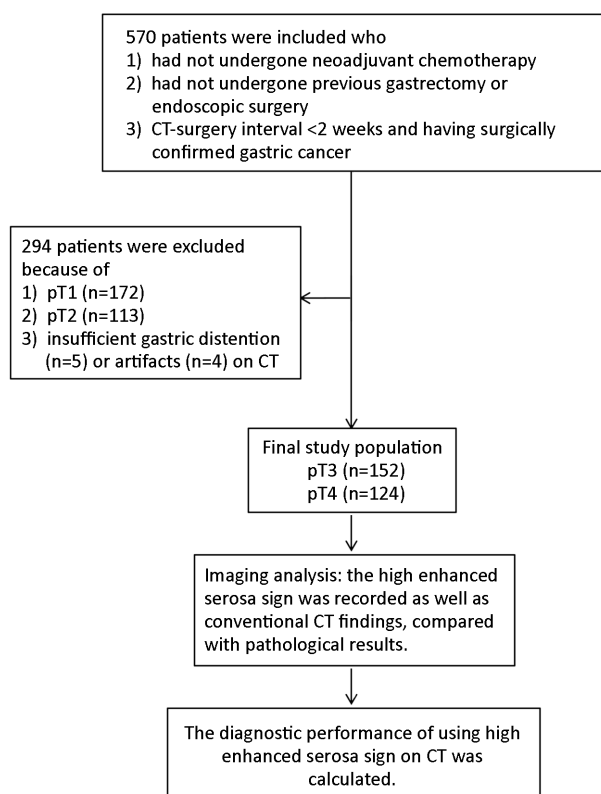 570 patients were included who
1) had not undergone neoadjuvant chemotherapy
2) had not undergone previous gastrectomy or
endoscopic surgery
3) CT-surgery interval <2 weeks and having surgically
confirmed gastric cancer
294 patients were excluded
because of
1) pT1 (n=172)
2) pT2 (n=113)
3) insufficient gastric distention
(n=5) or artifacts (n=4) on CT
Final study population
pT3 (n=152)
pT4 (n=124)
Imaging analysis: the high enhanced
serosa sign was recorded as well as
conventional CT findings, compared
with pathological results.
The diagnostic performance of using high
enhanced serosa sign on CT was
calculated.